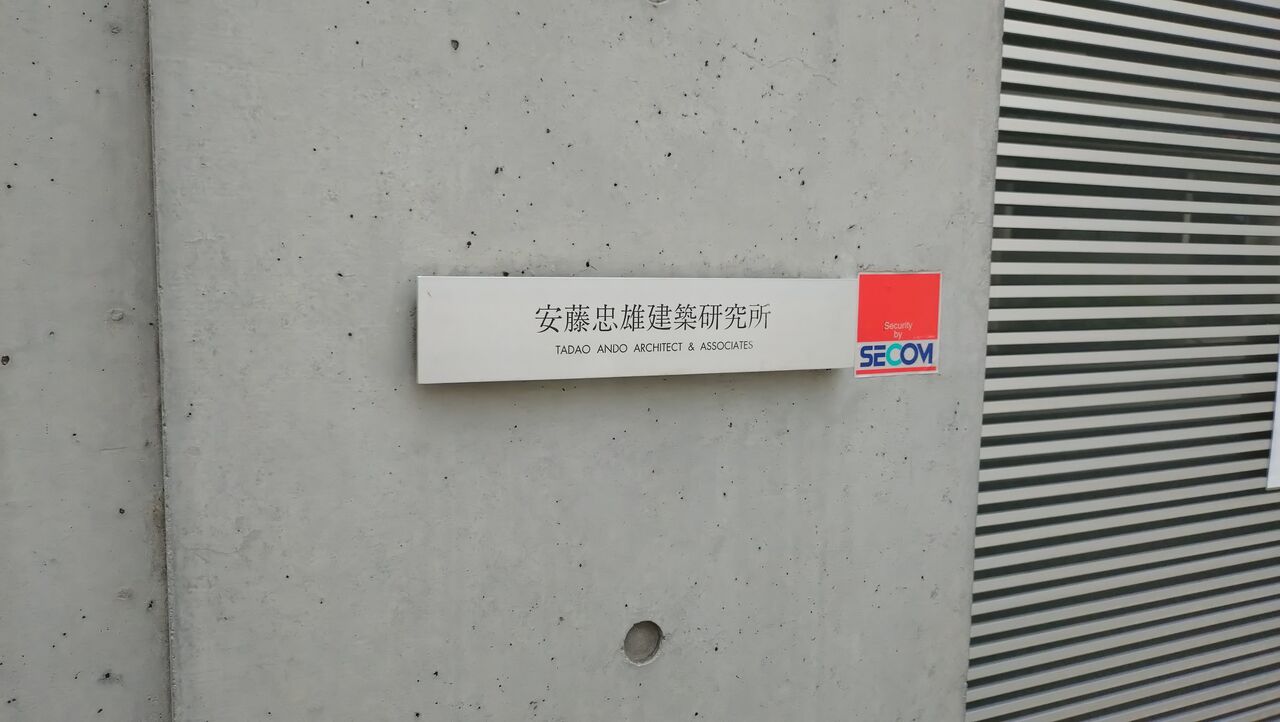 安藤忠雄建築研究所
TADAO ANDO ARCHITECT & ASSOCIATES
Security
by
SECOM